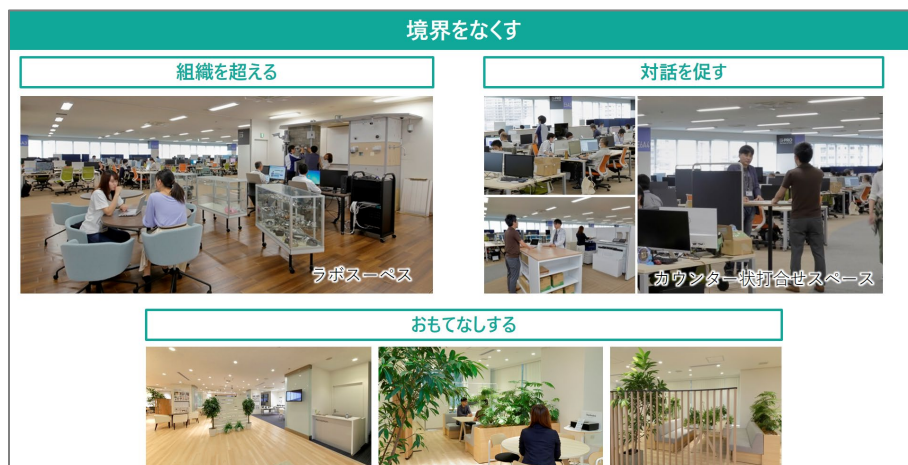 境界をなくす
組織を超える
対話を促す
ラボスーペス
カウンター状打合せスペース
おもてなしする